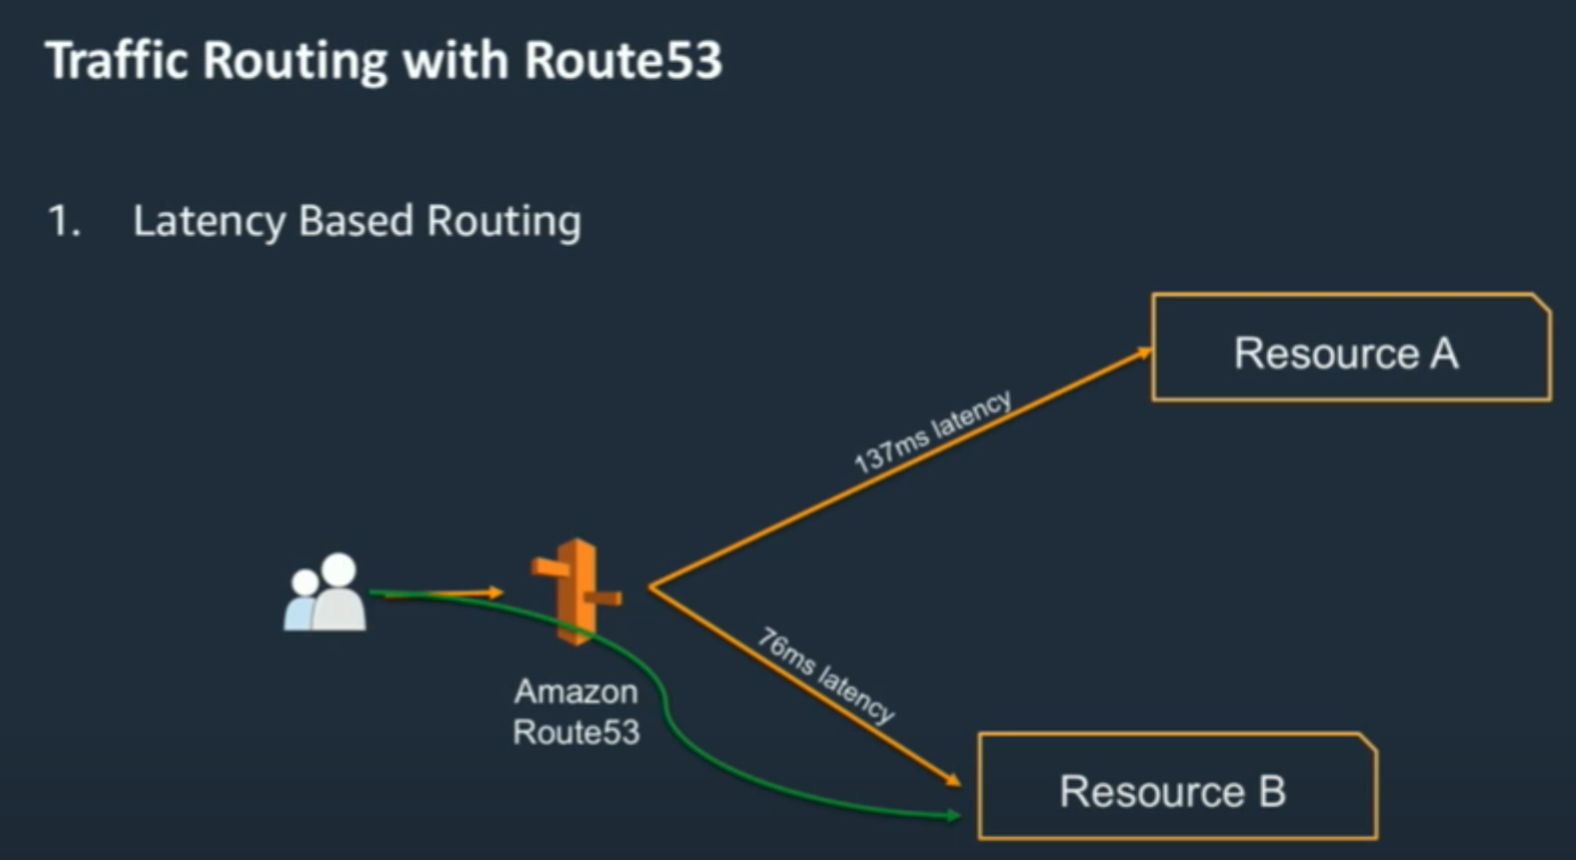 Traffic Routing with Route53
1. Latency Based Routing
Resource A
137ms latency
76ms latency
Amazon
Route53
Resource B